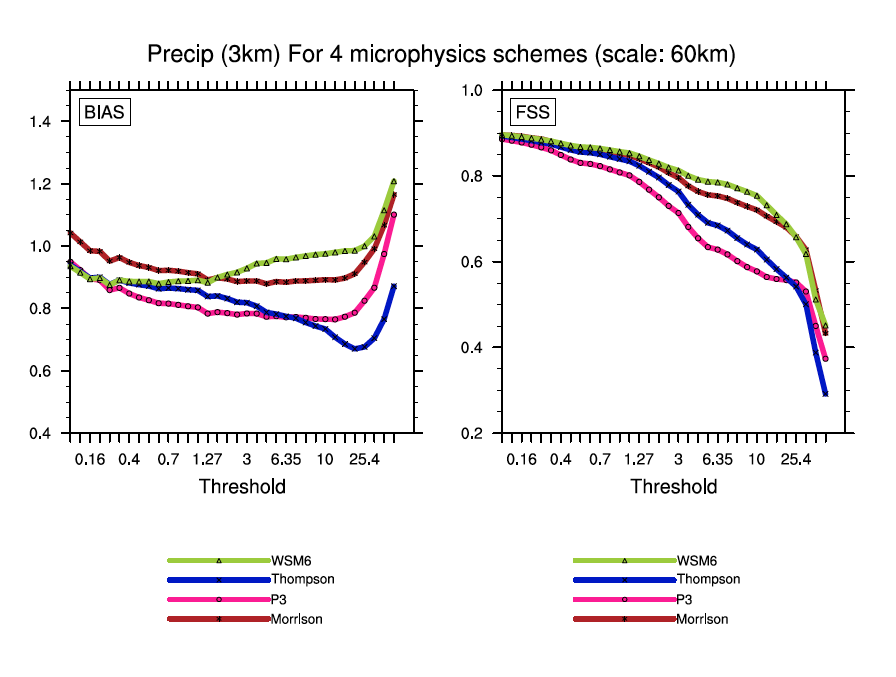 Precip (3km) For 4 microphysics schemes (scale: 60km)
BIAS
1.4
1.2
1.0
0.8
0.6
0.4
0.16 0.4 0.7 1.27 3 6.35 10 25.4
Threshold
FSS
1.0
0.8
0.6
0.4
0.2
0.16 0.4 0.7 1.27 3 6.35 10 25.4
Threshold
WSM6
Thompson
P3
Morrlson
WSM6
Thompson
P3
Morrlson